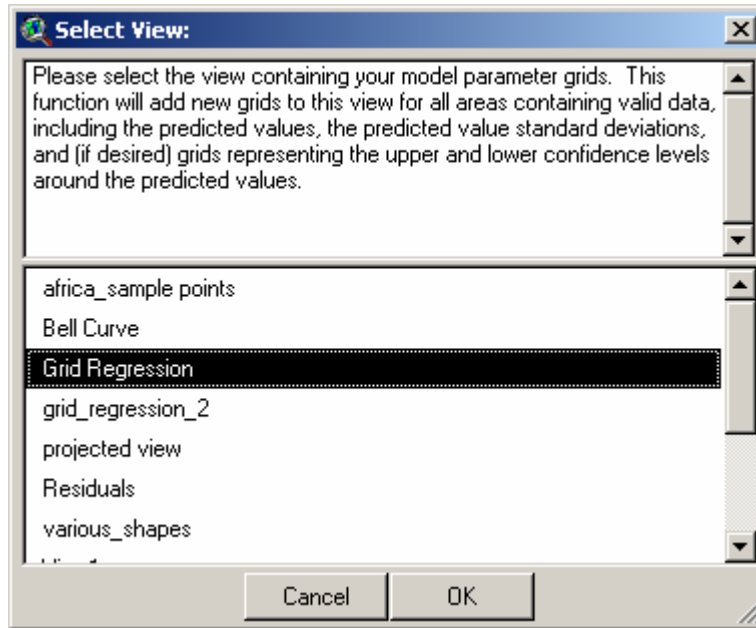 Select View:
Please select the view containing your model parameter grids.  This
function will add new grids to this view for all areas containing valid data,
including the predicted values, the predicted value standard deviations,
and (if desired) grids representing the upper and lower confidence levels
around the predicted values.
africa_sample points
Bell Curve
Grid Regression
grid_regression_2
projected view
Residuals
various_shapes
Cancel
OK